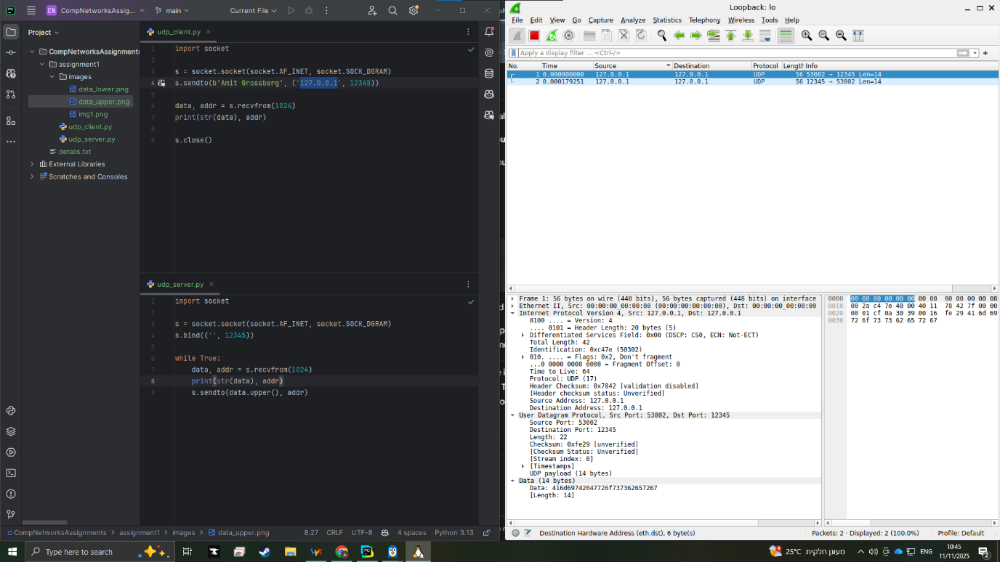 CN CompNetworksAssig... main Current File
Project
CompNetworksAssignments
assignment1
images
data_lower.png
data_upper.png
img1.png
udp_client.py
udp_server.py
details.txt
External Libraries
Scratches and Consoles
udp_client.py
1 import socket
2
3 s = socket.socket(socket.AF_INET, socket.SOCK_DGRAM)
4 s.sendto(b'Amit Grossberg', ('127.0.0.1', 12345))
5
6 data, addr = s.recvfrom(1024)
7 print(str(data), addr)
8
9 s.close()
udp_server.py
1 import socket
2
3 s = socket.socket(socket.AF_INET, socket.SOCK_DGRAM)
4 s.bind(('', 12345))
5
6 while True:
7 data, addr = s.recvfrom(1024)
8 print(str(data), addr)
9 s.sendto(data.upper(), addr)
CompNetworksAssignments > assignment1 > images > data_upper.png 8:27 CRLF UTF-8 4 spaces Python 3.13
Loopback: lo
File Edit View Go Capture Analyze Statistics Telephony Wireless Tools Help
Apply a display filter ... <Ctrl-/>
No. Time Source Destination Protocol Length Info
1 0.000000000 127.0.0.1 127.0.0.1 UDP 56 53002 → 12345 Len=14
2 0.000179251 127.0.0.1 127.0.0.1 UDP 56 12345 → 53002 Len=14
Frame 1: 56 bytes on wire (448 bits), 56 bytes captured (448 bits) on interface
Ethernet II, Src: 00:00:00_00:00:00 (00:00:00:00:00:00), Dst: 00:00:00_00:00:00
Internet Protocol Version 4, Src: 127.0.0.1, Dst: 127.0.0.1
0100 .... = Version: 4
.... 0101 = Header Length: 20 bytes (5)
Differentiated Services Field: 0x00 (DSCP: CS0, ECN: Not-ECT)
Total Length: 42
Identification: 0xc47e (50302)
010. .... = Flags: 0x2, Don't fragment
...0 0000 0000 0000 = Fragment Offset: 0
Time to Live: 64
Protocol: UDP (17)
Header Checksum: 0x7842 [validation disabled]
[Header checksum status: Unverified]
Source Address: 127.0.0.1
Destination Address: 127.0.0.1
User Datagram Protocol, Src Port: 53002, Dst Port: 12345
Source Port: 53002
Destination Port: 12345
Length: 22
Checksum: 0xfe29 [unverified]
[Checksum Status: Unverified]
[Stream index: 0]
[Timestamps]
UDP payload (14 bytes)
Data (14 bytes)
Data: 416d69742047726f737362657267
[Length: 14]
0000 00 00 00 00 00 00 00 00 00 00 00 00 08
0010 00 2a c4 7e 40 00 40 11 78 42 7f 00 00
0020 00 01 cf 0a 30 39 00 16 fe 29 41 6d 69
0030 72 6f 73 73 62 65 72 67
Destination Hardware Address (eth.dst), 6 byte(s) Packets: 2 · Displayed: 2 (100.0%) Profile: Default
Type here to search
25°C מעונן חלקית ENG 10:45
11/11/2025
2